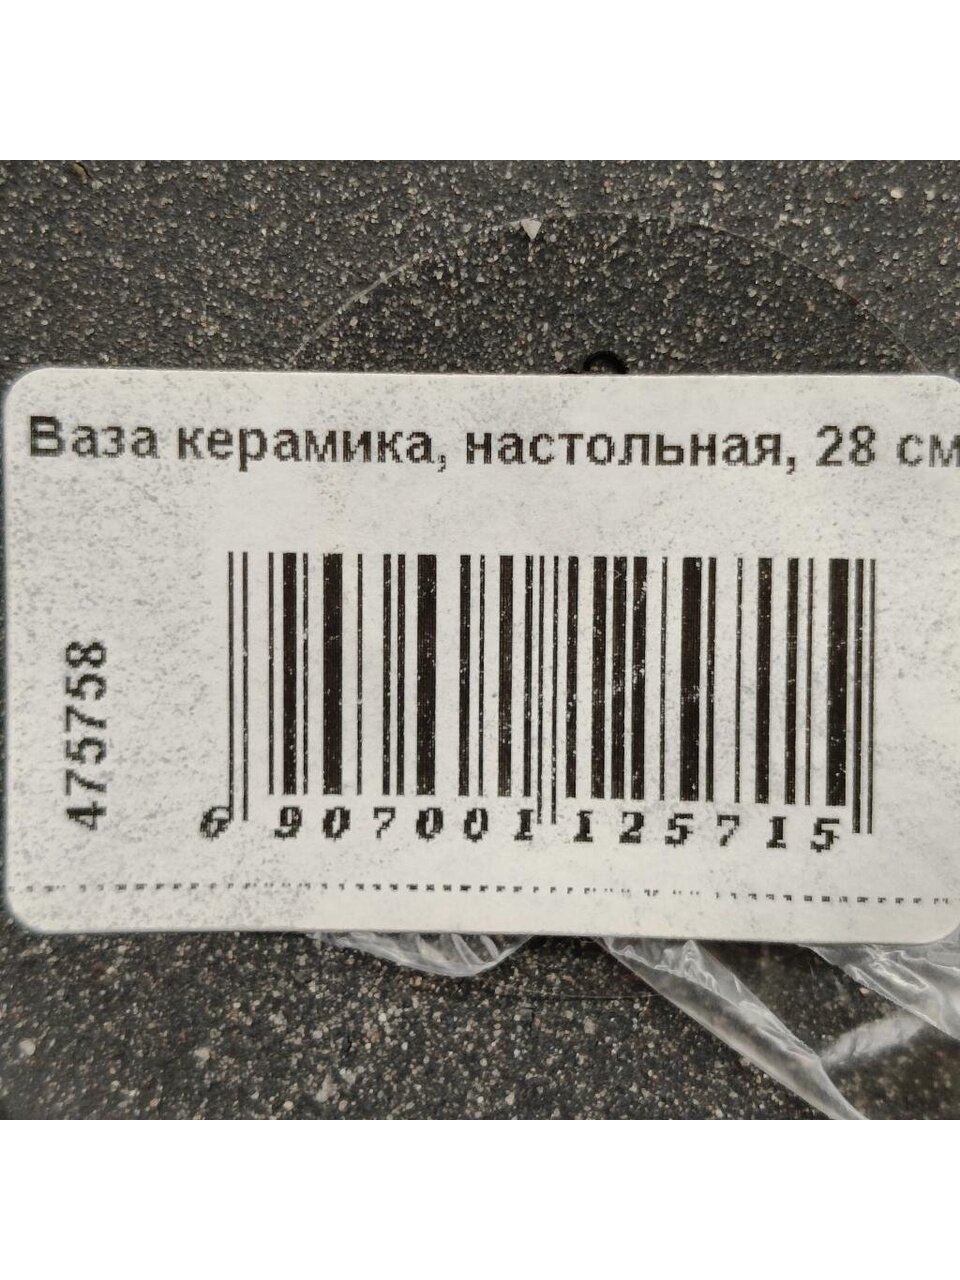 Ваза керамика, настольная, 28 см
475758
6 907001 125715